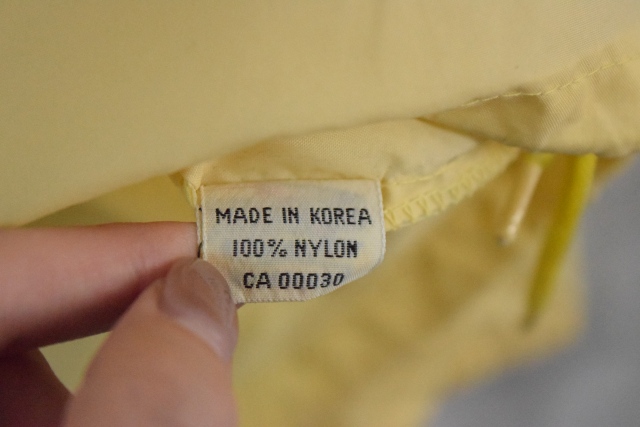 MADE IN KOREA
100% NYLON
CA 00030